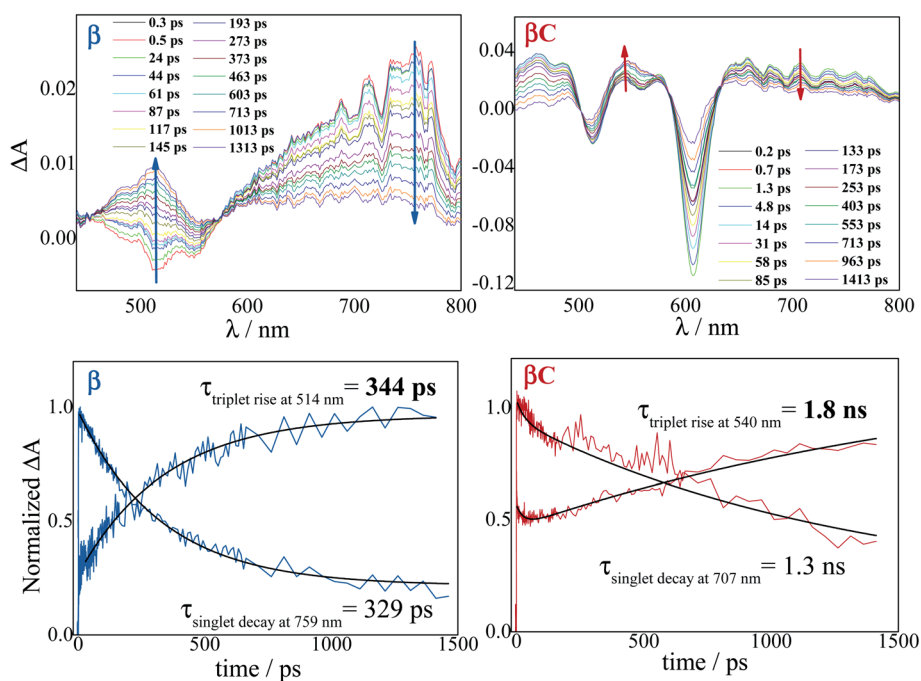 β
0.3 ps 193 ps
0.5 ps 273 ps
24 ps 373 ps
44 ps 463 ps
61 ps 603 ps
87 ps 713 ps
117 ps 1013 ps
145 ps 1313 ps
0.02
0.01
0.00
ΔA
500 600 700 800
λ / nm
βC
0.04
0.00
-0.04
-0.08
-0.12
0.2 ps 133 ps
0.7 ps 173 ps
1.3 ps 253 ps
4.8 ps 403 ps
14 ps 553 ps
31 ps 713 ps
58 ps 963 ps
85 ps 1413 ps
500 600 700 800
λ / nm
β
τ triplet rise at 514 nm = 344 ps
τ singlet decay at 759 nm = 329 ps
1.0
0.5
0.0
Normalized ΔA
0 500 1000 1500
time / ps
βC
τ triplet rise at 540 nm = 1.8 ns
τ singlet decay at 707 nm = 1.3 ns
1.0
0.5
0.0
0 500 1000 1500
time / ps